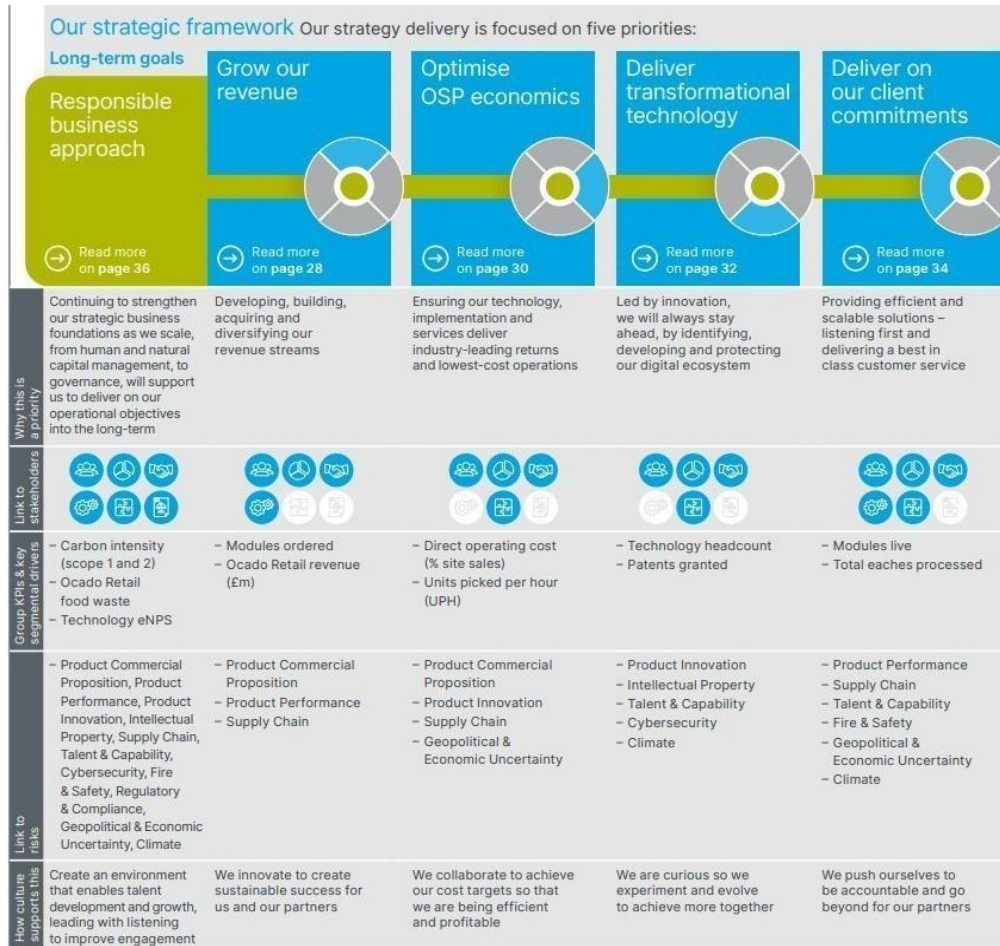 Our strategic framework Our strategy delivery is focused on five priorities:
Long-term goals
Responsible
business
approach
Read more
on page 36
Grow our
revenue
Read more
on page 28
Optimise
OSP economics
Read more
on page 30
Deliver
transformational
technology
Read more
on page 32
Deliver on
our client
commitments
Read more
on page 34
Why this is
a priority
Continuing to strengthen
our strategic business
foundations as we scale,
from human and natural
capital management, to
governance, will support
us to deliver on our
operational objectives
into the long-term
Developing, building,
acquiring and
diversifying our
revenue streams
Ensuring our technology,
implementation and
services deliver
industry-leading returns
and lowest-cost operations
Led by innovation,
we will always stay
ahead, by identifying,
developing and protecting
our digital ecosystem
Providing efficient and
scalable solutions –
listening first and
delivering a best in
class customer service
Link to
stakeholders
Group KPIs & key
segmental drivers
– Carbon intensity
(scope 1 and 2)
– Ocado Retail
food waste
– Technology eNPS
– Modules ordered
– Ocado Retail revenue
(£m)
– Direct operating cost
(% site sales)
– Units picked per hour
(UPH)
– Technology headcount
– Patents granted
– Modules live
– Total eaches processed
Link to
risks
– Product Commercial
Proposition, Product
Performance, Product
Innovation, Intellectual
Property, Supply Chain,
Talent & Capability,
Cybersecurity, Fire
& Safety, Regulatory
& Compliance,
Geopolitical & Economic
Uncertainty, Climate
– Product Commercial
Proposition
– Product Performance
– Supply Chain
– Product Commercial
Proposition
– Product Innovation
– Supply Chain
– Geopolitical &
Economic Uncertainty
– Product Innovation
– Intellectual Property
– Talent & Capability
– Cybersecurity
– Climate
– Product Performance
– Supply Chain
– Talent & Capability
– Fire & Safety
– Geopolitical &
Economic Uncertainty
– Climate
How culture
supports this
Create an environment
that enables talent
development and growth,
leading with listening
to improve engagement
We innovate to create
sustainable success for
us and our partners
We collaborate to achieve
our cost targets so that
we are being efficient
and profitable
We are curious so we
experiment and evolve
to achieve more together
We push ourselves to
be accountable and go
beyond for our partners